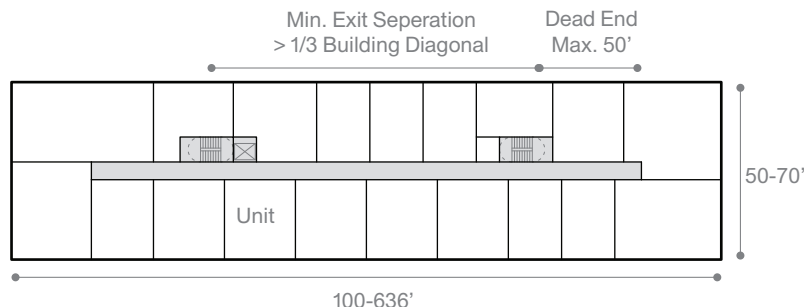 Min. Exit Seperation
> 1/3 Building Diagonal
Dead End
Max. 50’
Unit
50-70’
100-636’